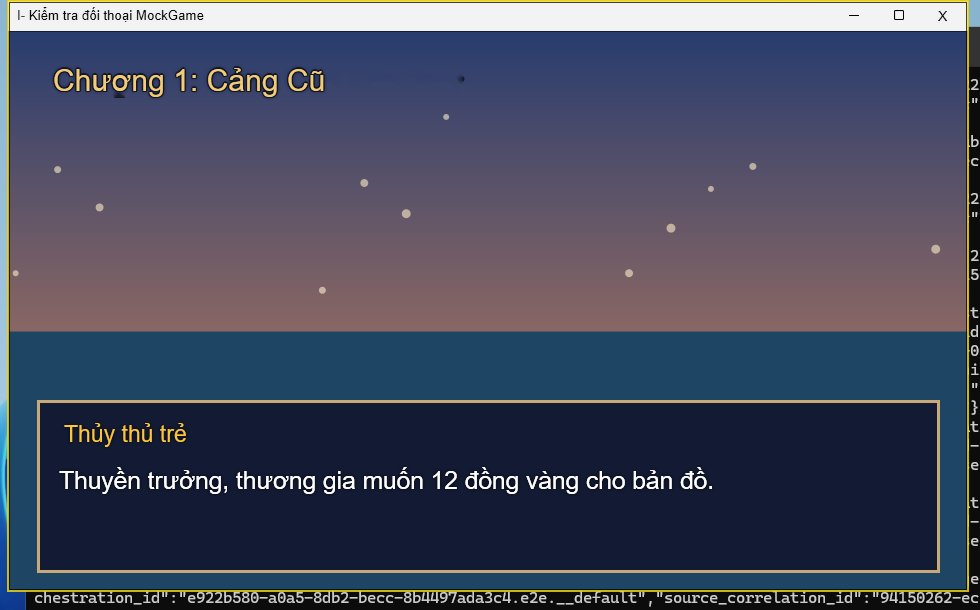 I- Kiểm tra đối thoại MockGame
Chương 1: Cảng Cũ
Thủy thủ trẻ
Thuyền trưởng, thương gia muốn 12 đồng vàng cho bản đồ.
chestration_id":"e922b580-a0a5-8db2-becc-8b4497ada3c4.e2e.__default","source_correlation_id":"94150262-e